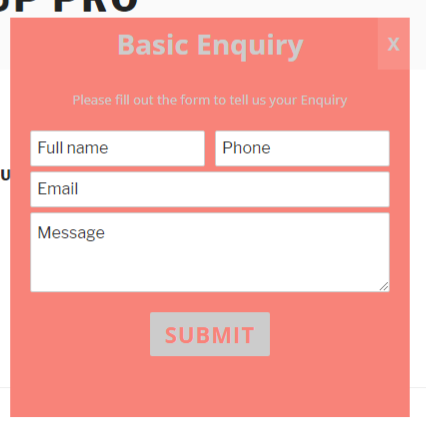 Basic Enquiry
X
Please fill out the form to tell us your Enquiry
Full name
Phone
Email
Message
SUBMIT